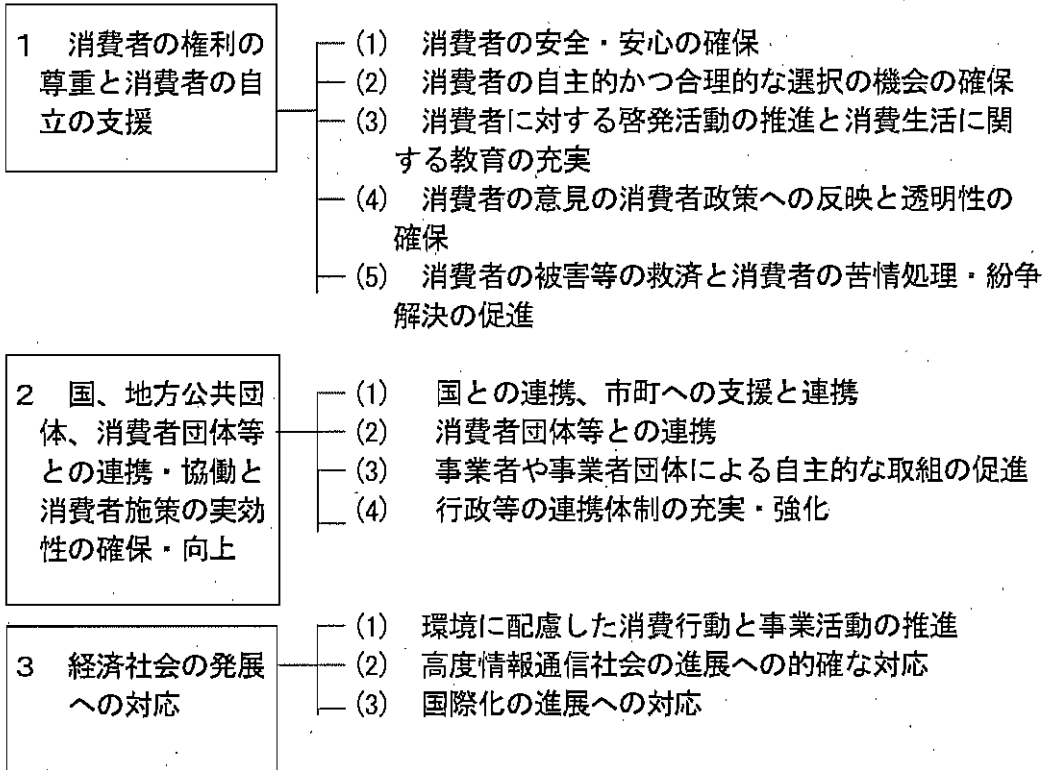 1　消費者の権利の
尊重と消費者の自
立の支援
(1)　消費者の安全・安心の確保
(2)　消費者の自主的かつ合理的な選択の機会の確保
(3)　消費者に対する啓発活動の推進と消費生活に関
する教育の充実
(4)　消費者の意見の消費者政策への反映と透明性の
確保
(5)　消費者の被害等の救済と消費者の苦情処理・紛争
解決の促進
2　国、地方公共団
体、消費者団体等
との連携・協働と
消費者施策の実効
性の確保・向上
(1)　国との連携、市町への支援と連携
(2)　消費者団体等との連携
(3)　事業者や事業者団体による自主的な取組の促進
(4)　行政等の連携体制の充実・強化
3　経済社会の発展
への対応
(1)　環境に配慮した消費行動と事業活動の推進
(2)　高度情報通信社会の進展への的確な対応
(3)　国際化の進展への対応